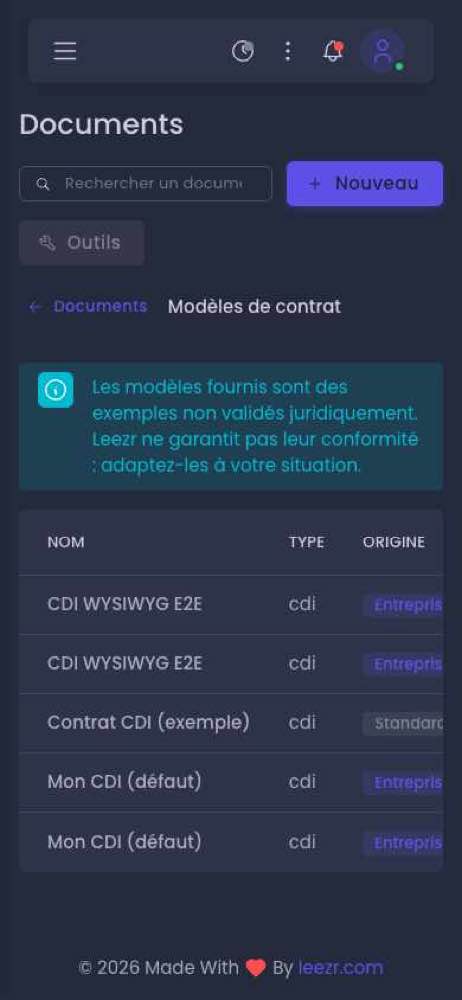 Documents
Rechercher un docume
+ Nouveau
Outils
← Documents Modèles de contrat
Les modèles fournis sont des
exemples non validés juridiquement.
Leezr ne garantit pas leur conformité
: adaptez-les à votre situation.
NOM TYPE ORIGINE
CDI WYSIWYG E2E cdi Entrepris
CDI WYSIWYG E2E cdi Entrepris
Contrat CDI (exemple) cdi Standard
Mon CDI (défaut) cdi Entrepris
Mon CDI (défaut) cdi Entrepris
© 2026 Made With ❤ By leezr.com